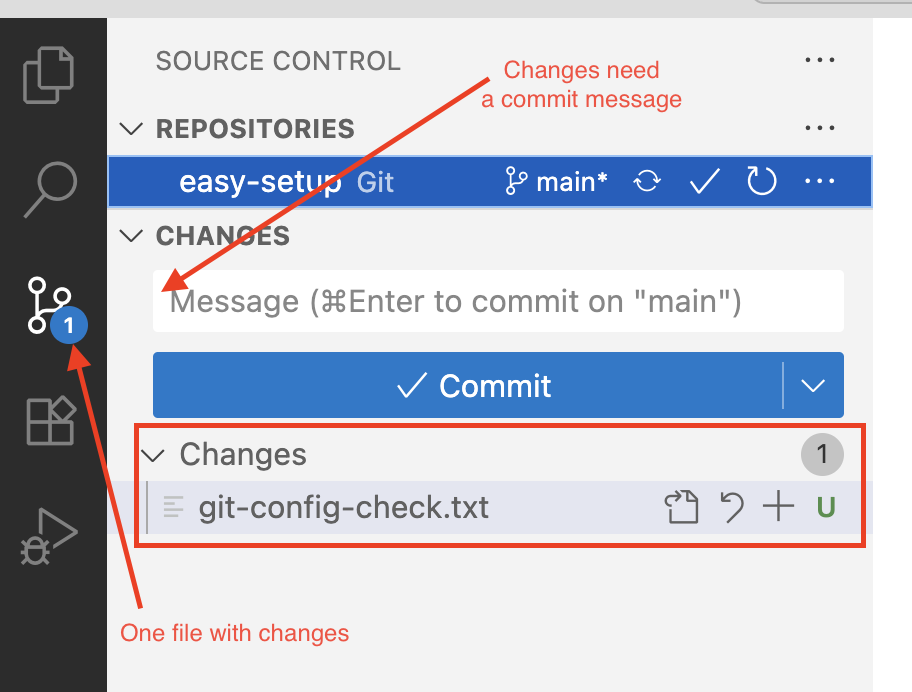 SOURCE CONTROL
Changes need
a commit message
REPOSITORIES
easy-setup Git main*
CHANGES
Message (⌘Enter to commit on "main")
1
Commit
Changes 1
git-config-check.txt U
One file with changes